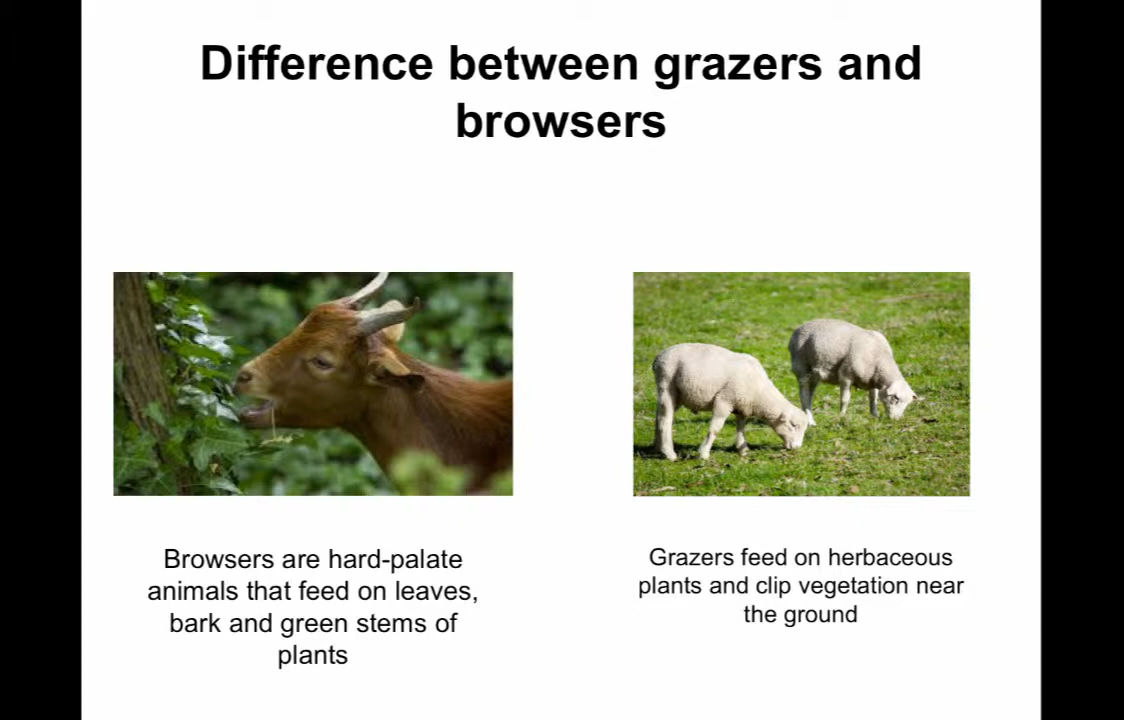 Difference between grazers and
browsers
Browsers are hard-palate
animals that feed on leaves,
bark and green stems of
plants
Grazers feed on herbaceous
plants and clip vegetation near
the ground